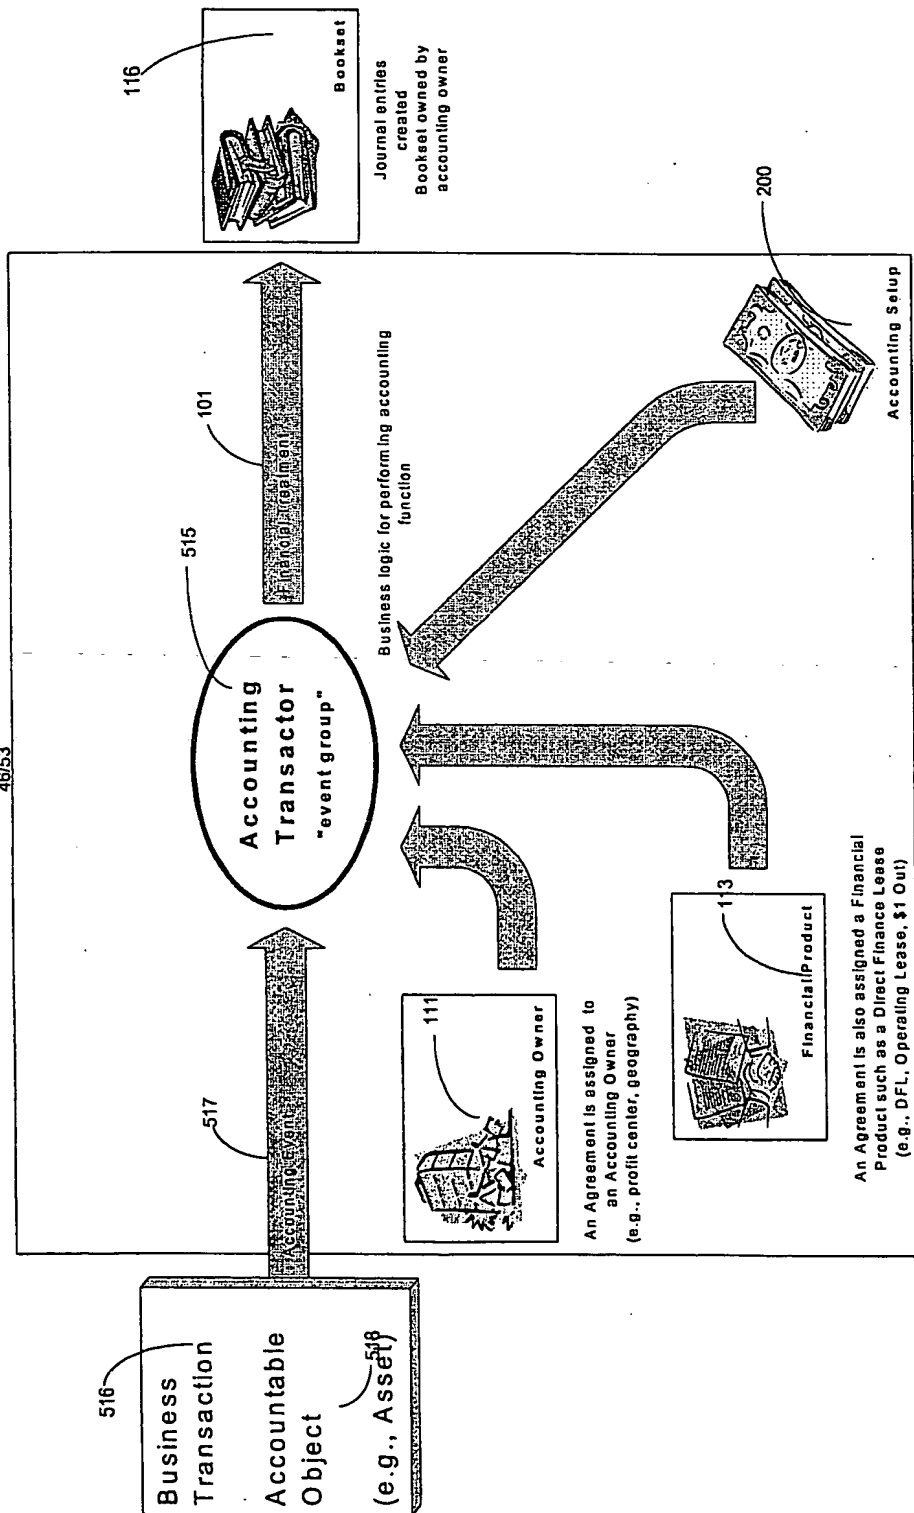 46/53
516
Business
Transaction
Accountable
Object
518
(e.g., Asset)
517
Accounting Event
515
Accounting
Transactor
"event group"
101
Financial Treatment
116
Bookset
Journal entries
created
Bookset owned by
accounting owner
Business logic for performing accounting
function
111
Accounting Owner
An Agreement is assigned to
an Accounting Owner
(e.g., profit center, geography)
113
Financial Product
An Agreement is also assigned a Financial
Product such as a Direct Finance Lease
(e.g., DFL, Operating Lease, $1 Out)
200
Accounting Setup